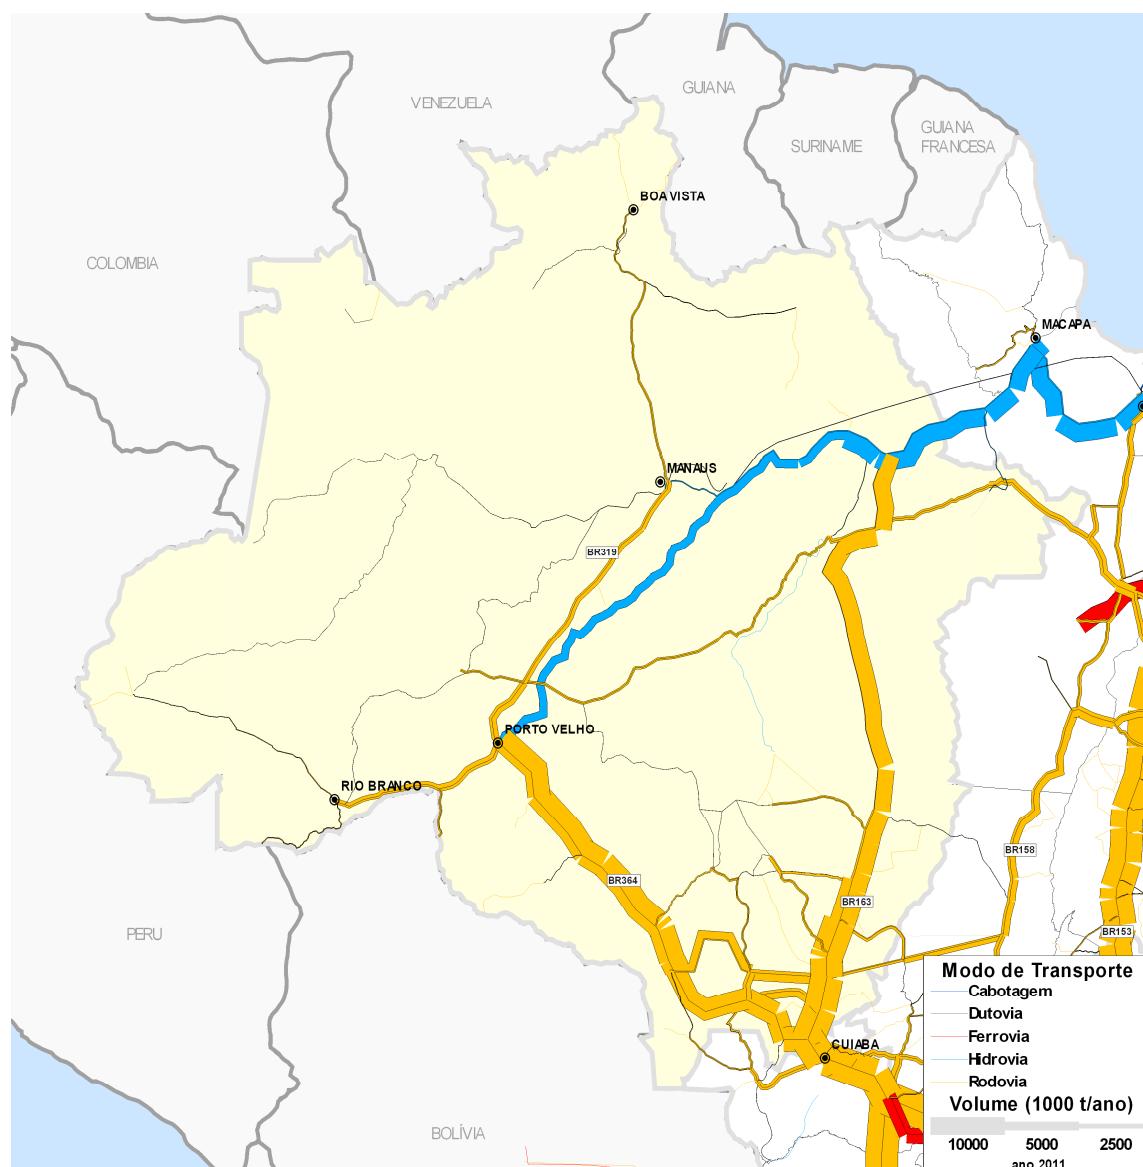 VENEZUELA
GUIANA
SURINAME
GUIANA
FRANCESA
BOA VISTA
COLOMBIA
MACAPA
MANAUS
BR319
PORTO VELHO
RIO BRANCO
BR158
BR364
BR163
PERU
BR153
CUIABA
BOLÍVIA
Modo de Transporte
Cabotagem
Dutovia
Ferrovia
Hidrovia
Rodovia
Volume (1000 t/ano)
10000 5000 2500
ano 2011